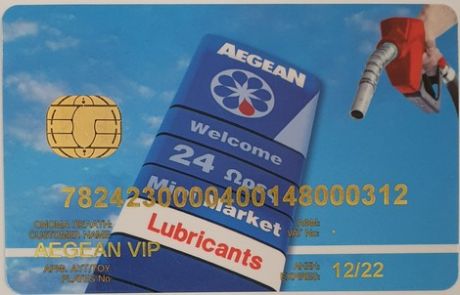 AEGEAN
Welcome
24
Mini Market
7824230000400148000312
Lubricants
ΟΝΟΜΑ ΠΕΛΑΤΗ:
CUSTOMER NAME:
AEGEAN VIP
ΑΡΙΘ. ΑΥΤ/ΤΟΥ
PLATES No
ΛΗΞΗ:
EXPIRES:
12/22